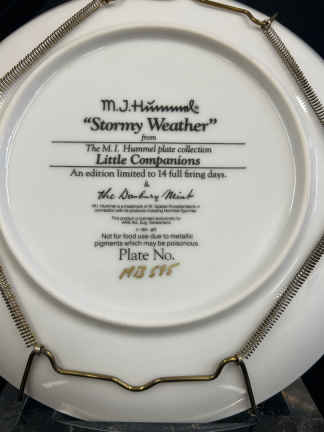 M.J. Hummel
"Stormy Weather"
from
The M. I. Hummel plate collection
Little Companions
An edition limited to 14 full firing days.
&
the Danbury Mint
Not for food use due to metallic
pigments which may be poisonous.
Plate No.